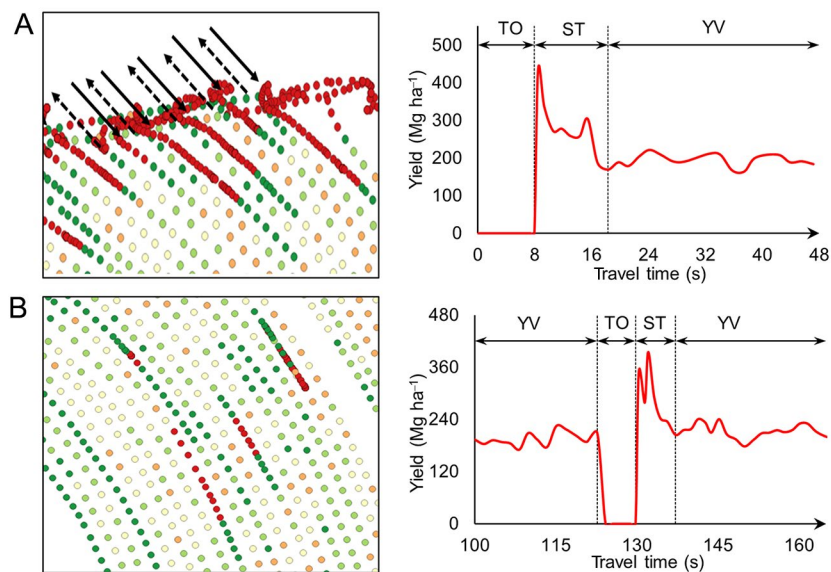 A
TO ST YV
500
400
300
200
100
0
Yield (Mg ha⁻¹)
0 8 16 24 32 40 48
Travel time (s)
B
YV TO ST YV
480
360
240
120
0
Yield (Mg ha⁻¹)
100 115 130 145 160
Travel time (s)